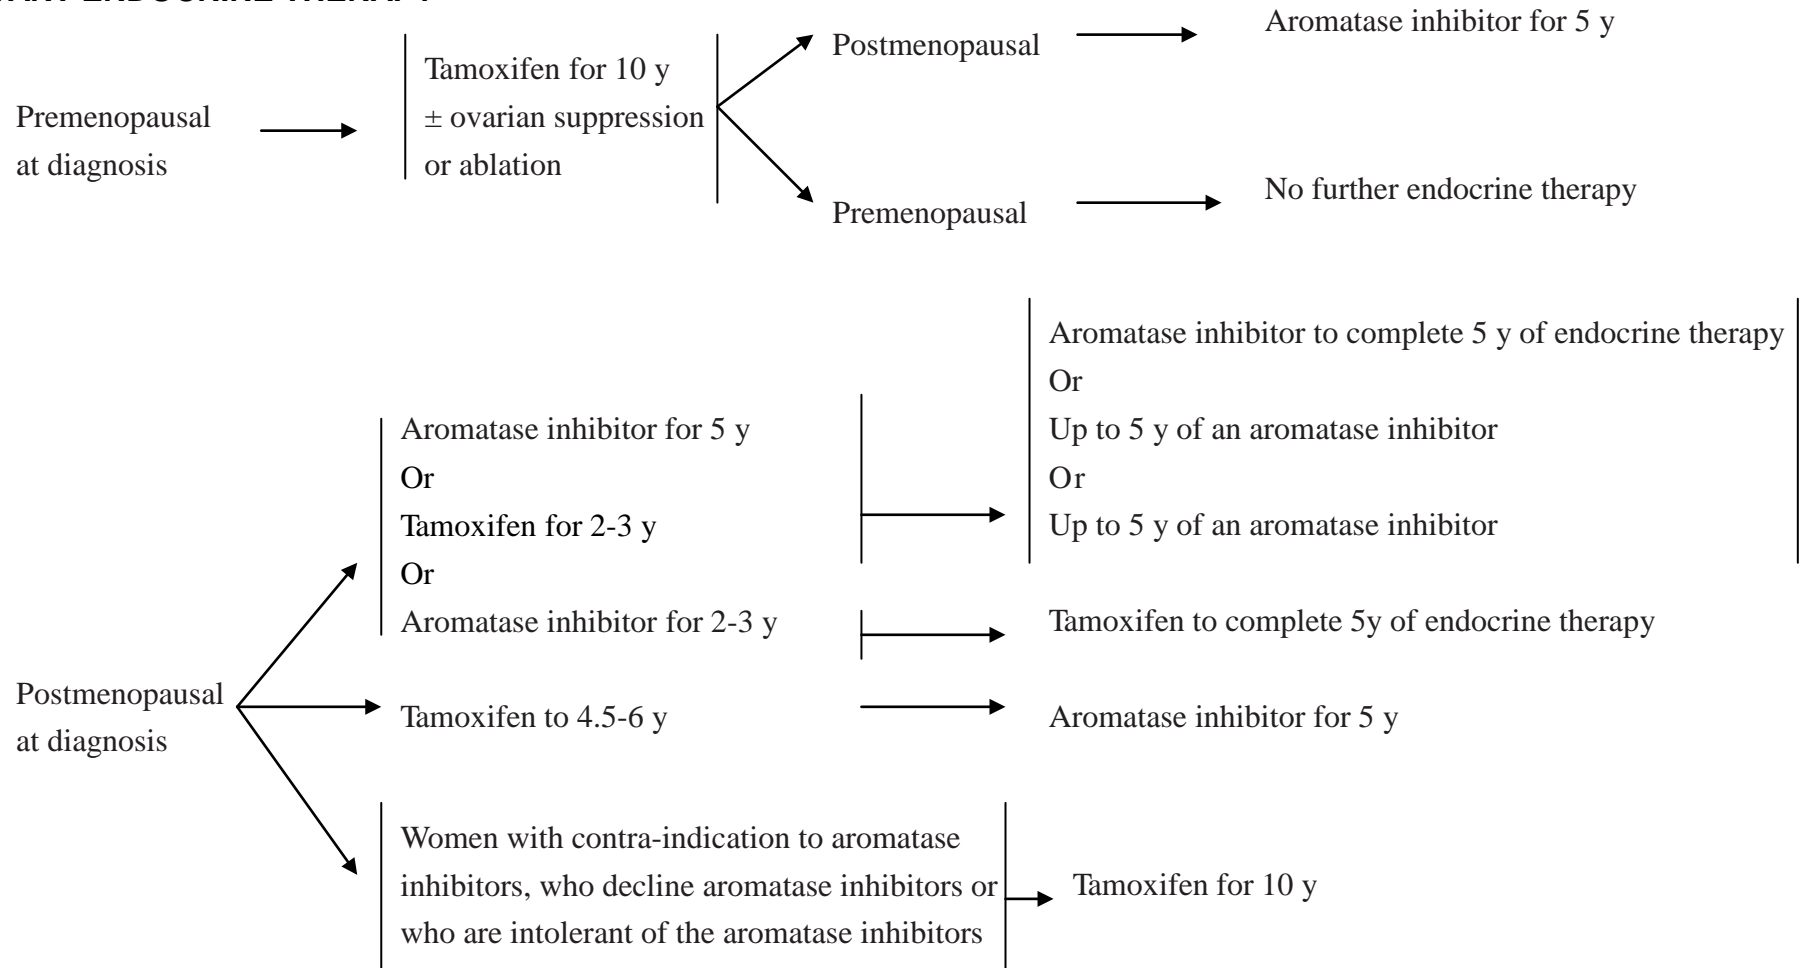 Premenopausal
at diagnosis
Tamoxifen for 10 y
± ovarian suppression
or ablation
Postmenopausal
Aromatase inhibitor for 5 y
Premenopausal
No further endocrine therapy
Postmenopausal
at diagnosis
Aromatase inhibitor for 5 y
Or
Tamoxifen for 2-3 y
Or
Aromatase inhibitor for 2-3 y
Aromatase inhibitor to complete 5 y of endocrine therapy
Or
Up to 5 y of an aromatase inhibitor
Or
Up to 5 y of an aromatase inhibitor
Tamoxifen to complete 5y of endocrine therapy
Tamoxifen to 4.5-6 y
Aromatase inhibitor for 5 y
Women with contra-indication to aromatase
inhibitors, who decline aromatase inhibitors or
who are intolerant of the aromatase inhibitors
Tamoxifen for 10 y